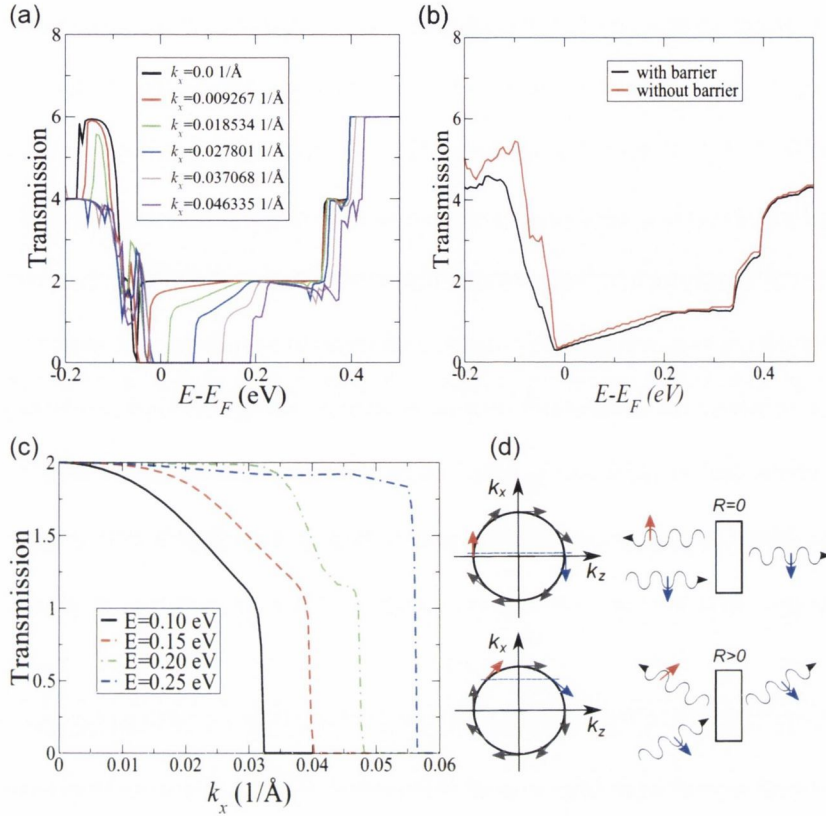 (a)
8
6
4
2
0
Transmission
-0.2
0
0.2
0.4
E-E_F (eV)
k_x=0.0 1/Å
k_x=0.009267 1/Å
k_x=0.018534 1/Å
k_x=0.027801 1/Å
k_x=0.037068 1/Å
k_x=0.046335 1/Å
(b)
8
6
4
2
0
Transmission
-0.2
0
0.2
0.4
E-E_F (eV)
with barrier
without barrier
(c)
2
1.5
1
0.5
0
Transmission
0
0.01
0.02
0.03
0.04
0.05
0.06
k_x (1/Å)
E=0.10 eV
E=0.15 eV
E=0.20 eV
E=0.25 eV
(d)
k_x
k_z
R=0
k_x
k_z
R>0